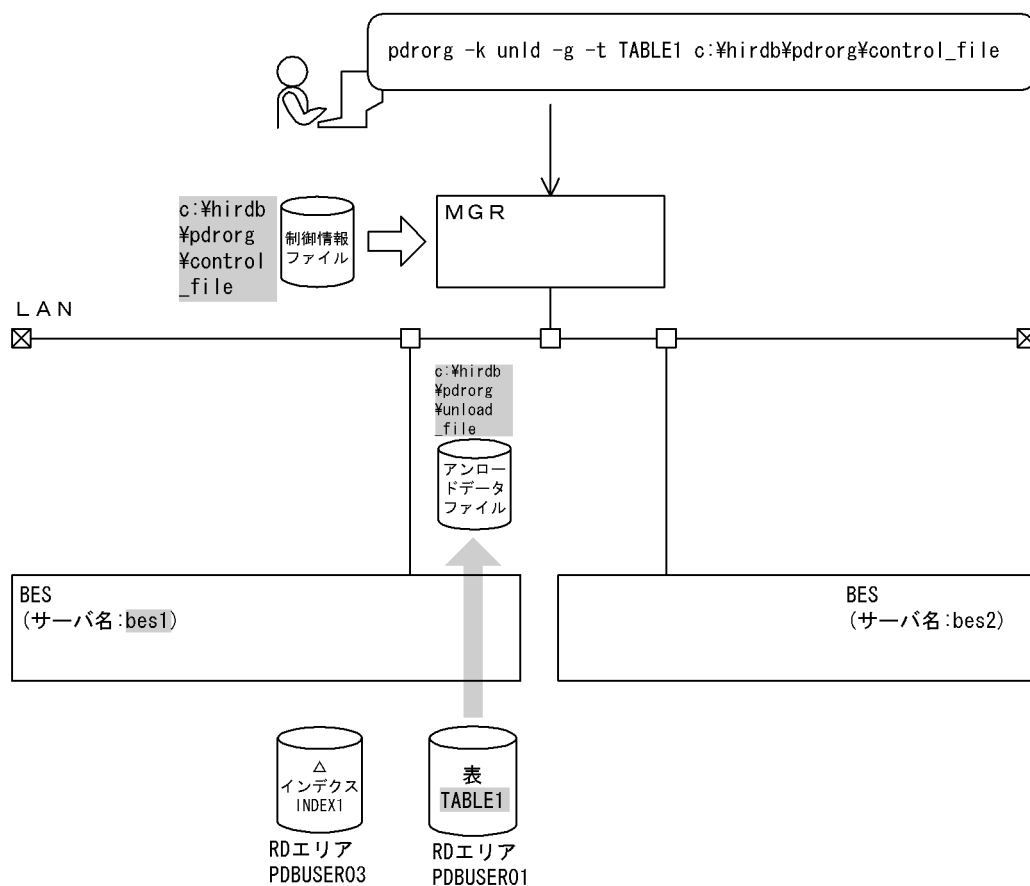 pdrorg -k unld -g -t TABLE1 c:¥hirdb¥pdrorg¥control_file
MGR
c:¥hirdb
¥pdrorg
¥control
_file
制御情報
ファイル
LAN
c:¥hirdb
¥pdrorg
¥unload
_file
アンロー
ドデータ
ファイル
BES
(サーバ名:bes1)
BES
(サーバ名:bes2)
△
インデクス
INDEX1
表
TABLE1
RDエリア
PDBUSER03
RDエリア
PDBUSER01